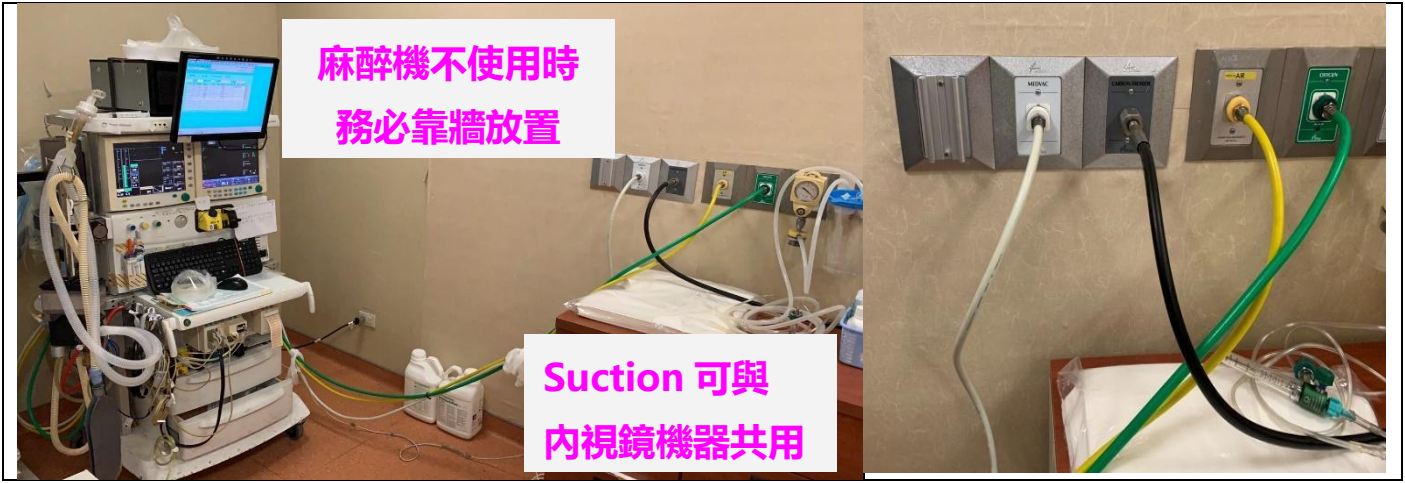 麻醉機不使用時
務必靠牆放置
Suction 可與
內視鏡機器共用
MEDVAC
CARBON DIOXIDE
AIR
OXYGEN